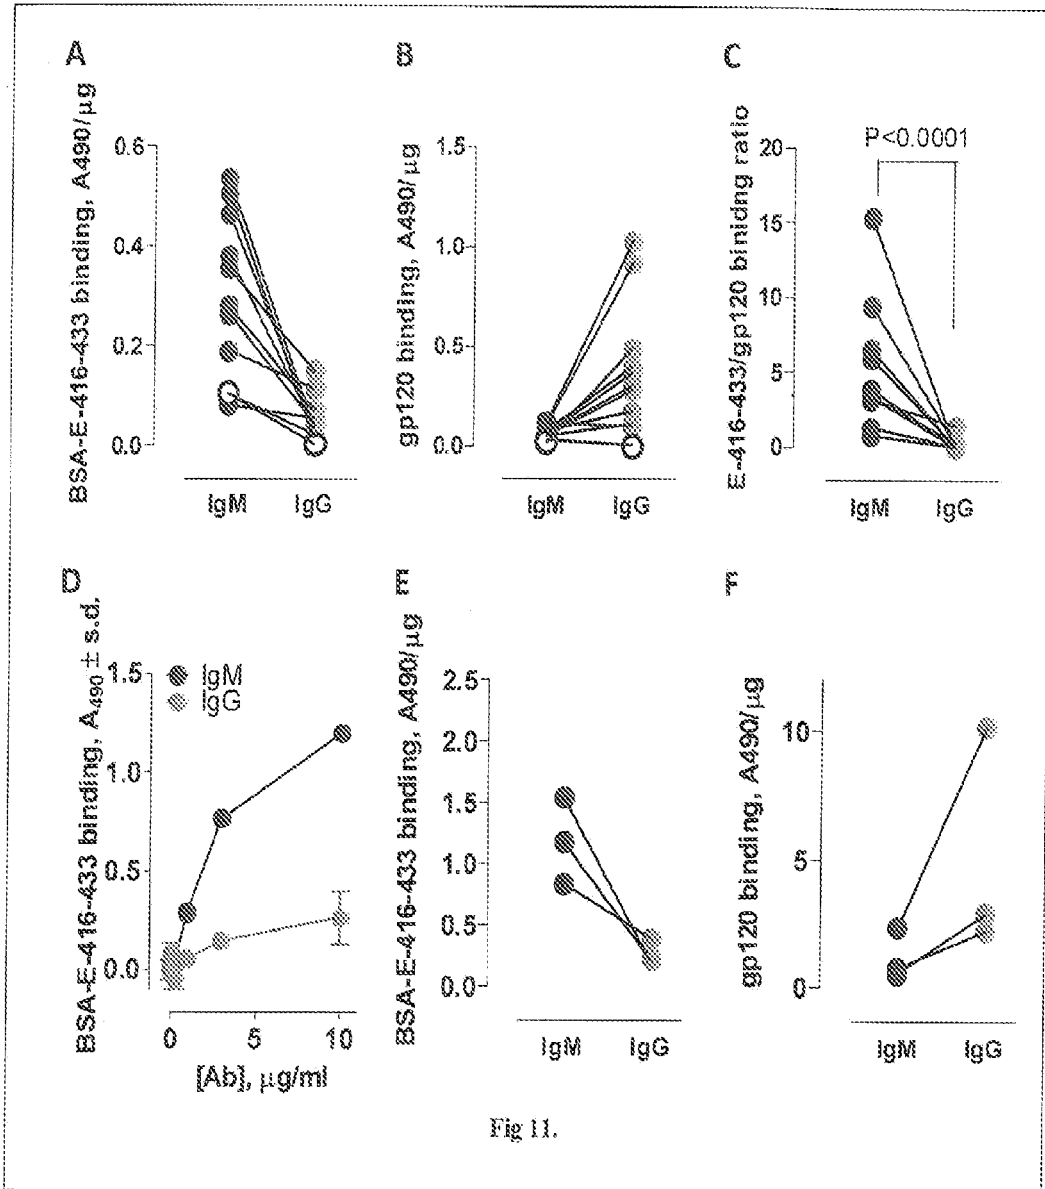 A
BSA-E-416-433 binding, A490/µg
0.6
0.4
0.2
0.0
IgM
IgG
B
gp120 binding, A490/µg
1.5
1.0
0.5
0.0
IgM
IgG
C
E-416-433/gp120 binidng ratio
P<0.0001
20
15
10
5
0
IgM
IgG
D
BSA-E-416-433 binding, A490 ± s.d.
IgM
IgG
1.5
1.0
0.5
0.0
0
5
10
[Ab], µg/ml
E
BSA-E-416-433 binding, A490/µg
2.5
2.0
1.5
1.0
0.5
0.0
IgM
IgG
F
gp120 binding, A490/µg
10
5
0
IgM
IgG
Fig 11.